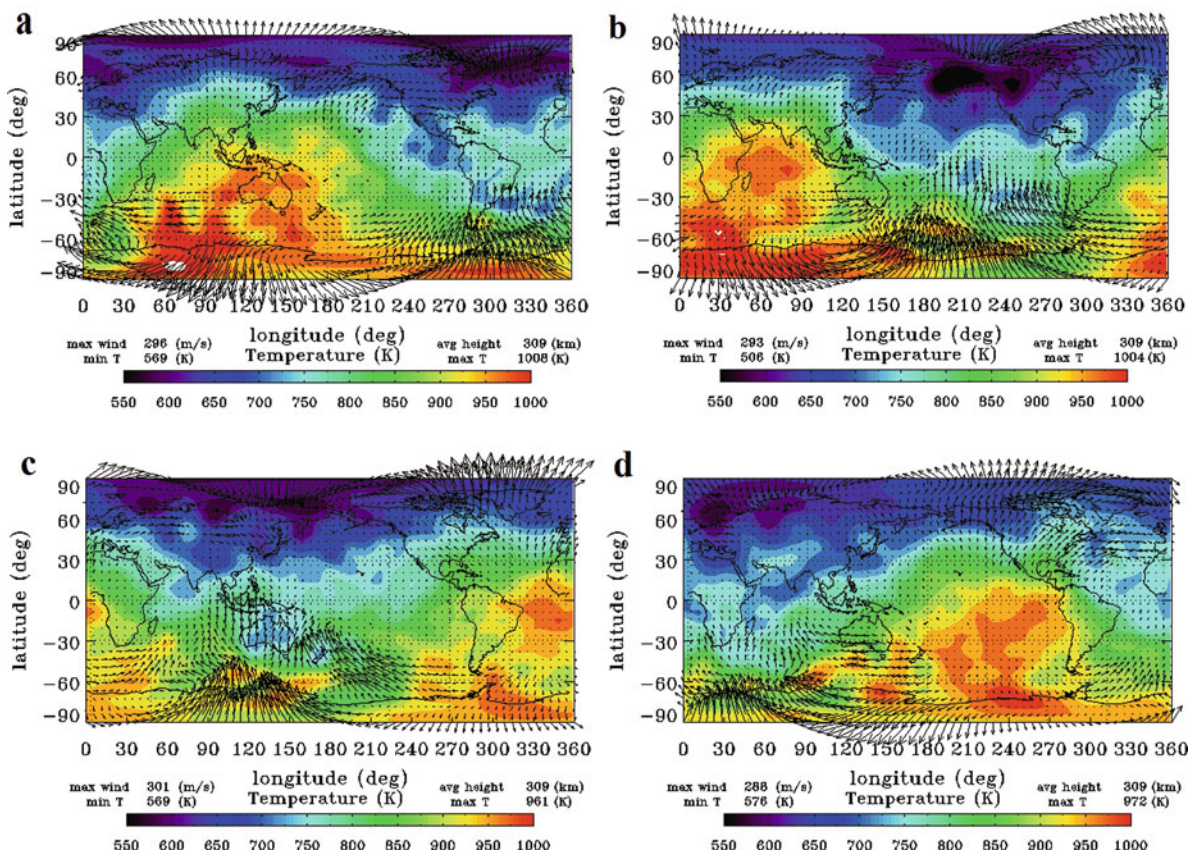 a
90
60
30
0
−30
−60
−90
latitude (deg)
0 30 60 90 120 150 180 210 240 270 300 330 360
longitude (deg)
max wind 296 (m/s) avg height 309 (km)
min T 569 (K) Temperature (K) max T 1008 (K)
550 600 650 700 750 800 850 900 950 1000
b
90
60
30
0
−30
−60
−90
latitude (deg)
0 30 60 90 120 150 180 210 240 270 300 330 360
longitude (deg)
max wind 293 (m/s) avg height 309 (km)
min T 506 (K) Temperature (K) max T 1004 (K)
550 600 650 700 750 800 850 900 950 1000
c
90
60
30
0
−30
−60
−90
latitude (deg)
0 30 60 90 120 150 180 210 240 270 300 330 360
longitude (deg)
max wind 301 (m/s) avg height 309 (km)
min T 569 (K) Temperature (K) max T 961 (K)
550 600 650 700 750 800 850 900 950 1000
d
90
60
30
0
−30
−60
−90
latitude (deg)
0 30 60 90 120 150 180 210 240 270 300 330 360
longitude (deg)
max wind 288 (m/s) avg height 309 (km)
min T 576 (K) Temperature (K) max T 972 (K)
550 600 650 700 750 800 850 900 950 1000